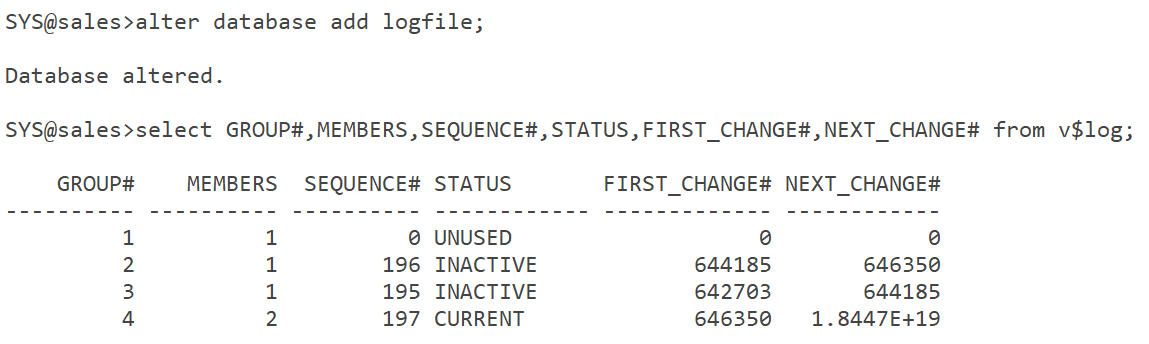 SYS@sales>alter database add logfile;
Database altered.
SYS@sales>select GROUP#,MEMBERS,SEQUENCE#,STATUS,FIRST_CHANGE#,NEXT_CHANGE# from v$log;
    GROUP#    MEMBERS  SEQUENCE# STATUS       FIRST_CHANGE# NEXT_CHANGE#
---------- ---------- ---------- ------------ ------------- ------------
         1          1          0 UNUSED                   0            0
         2          1        196 INACTIVE            644185       646350
         3          1        195 INACTIVE            642703       644185
         4          2        197 CURRENT             646350   1.8447E+19